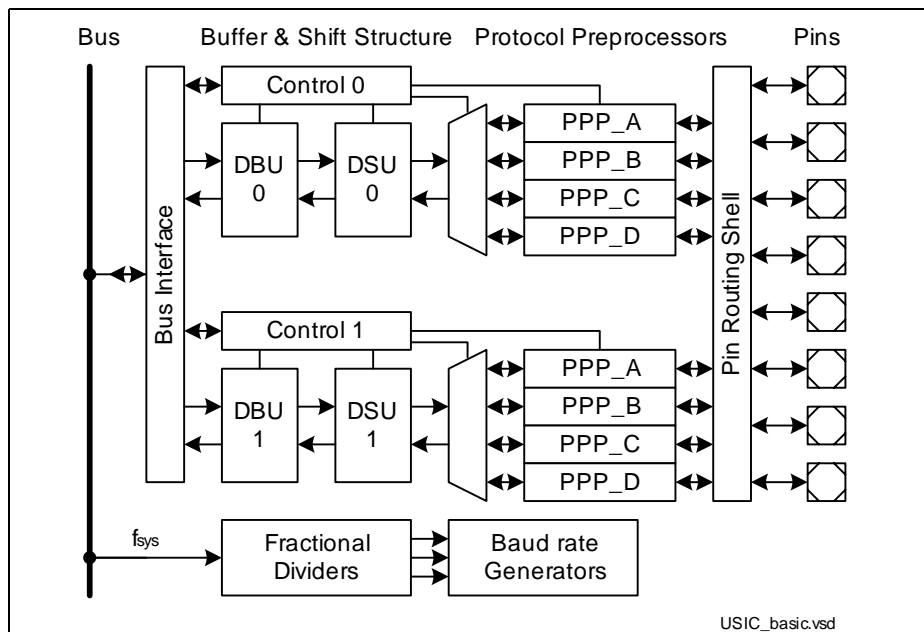 Bus
Buffer & Shift Structure
Protocol Preprocessors
Pins
Control 0
DBU
0
DSU
0
PPP_A
PPP_B
PPP_C
PPP_D
Bus Interface
Pin Routing Shell
Control 1
DBU
1
DSU
1
PPP_A
PPP_B
PPP_C
PPP_D
fsys
Fractional
Dividers
Baud rate
Generators
USIC_basic.vsd